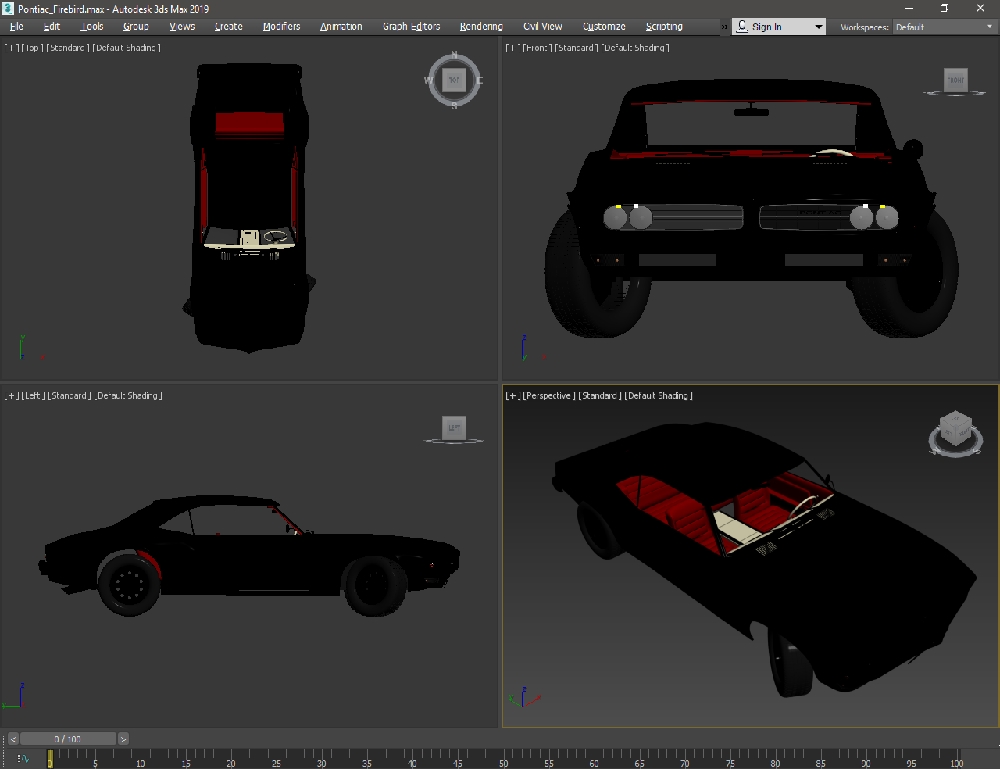 Pontiac_Firebird.max - Autodesk 3ds Max 2019
File Edit Tools Group Views Create Modifiers Animation Graph Editors Rendering Civil View Customize Scripting » Sign In Workspaces: Default
[+] [Top] [Standard] [Default Shading]
N
W TOP E
S
[+] [Front] [Standard] [Default Shading]
FRONT
y
z
[+] [Left] [Standard] [Default Shading]
LEFT
z
[+] [Perspective] [Standard] [Default Shading]
z
< 0 / 100 >
0 5 10 15 20 25 30 35 40 45 50 55 60 65 70 75 80 85 90 95 100